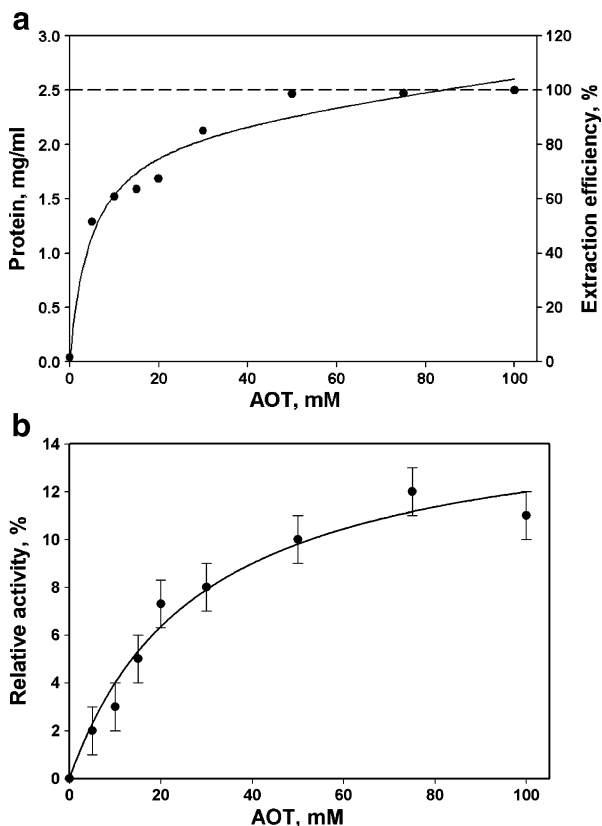 a
3.0
2.5
2.0
1.5
1.0
0.5
0.0
Protein, mg/ml
120
100
80
60
40
20
0
Extraction efficiency, %
0 20 40 60 80 100
AOT, mM
b
14
12
10
8
6
4
2
0
Relative activity, %
0 20 40 60 80 100
AOT, mM